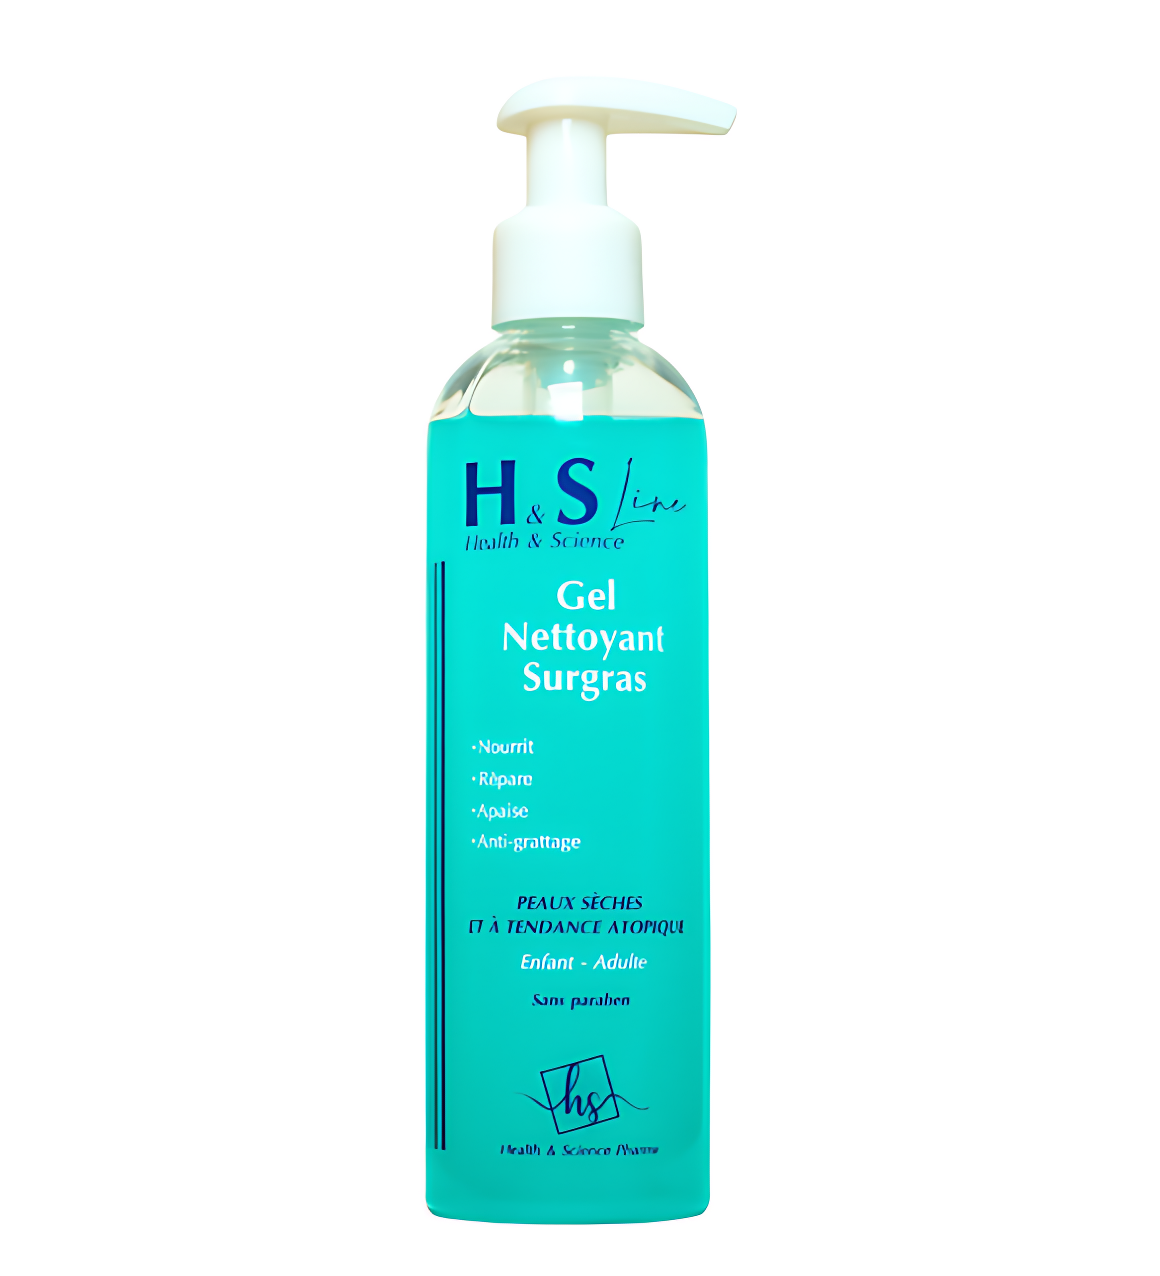 H & S Line
Health & Science
Gel
Nettoyant
Surgras
•Nourrit
•Répare
•Apaise
•Anti-grattage
PEAUX SÈCHES
ET À TENDANCE ATOPIQUE
Enfant - Adulte
Sans paraben
hs
Health & Science Pharma